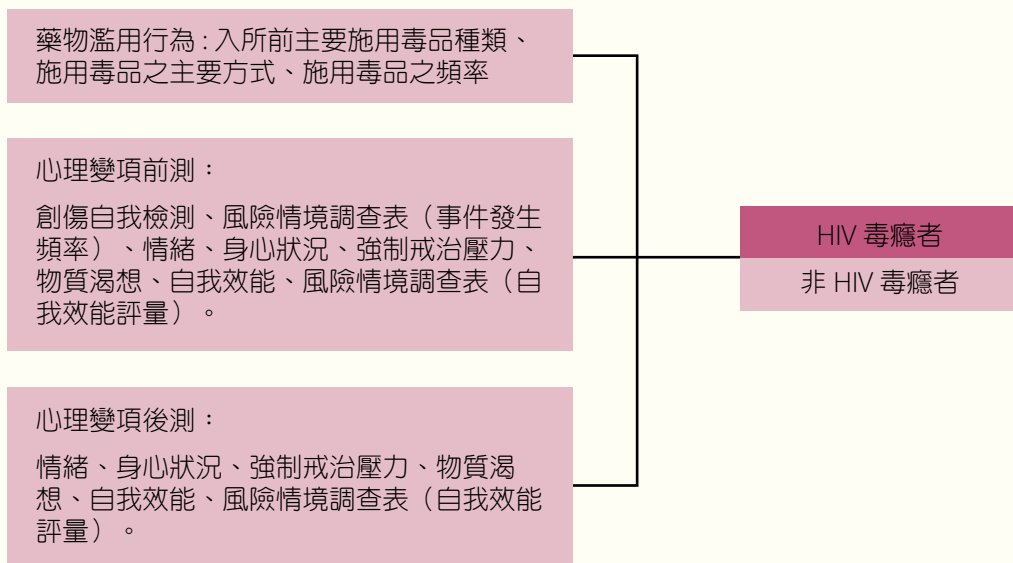 藥物濫用行為：入所前主要施用毒品種類、
施用毒品之主要方式、施用毒品之頻率
心理變項前測：
創傷自我檢測、風險情境調查表（事件發生
頻率）、情緒、身心狀況、強制戒治壓力、
物質渴想、自我效能、風險情境調查表（自
我效能評量）。
HIV 毒癮者
非 HIV 毒癮者
心理變項後測：
情緒、身心狀況、強制戒治壓力、物質渴
想、自我效能、風險情境調查表（自我效能
評量）。